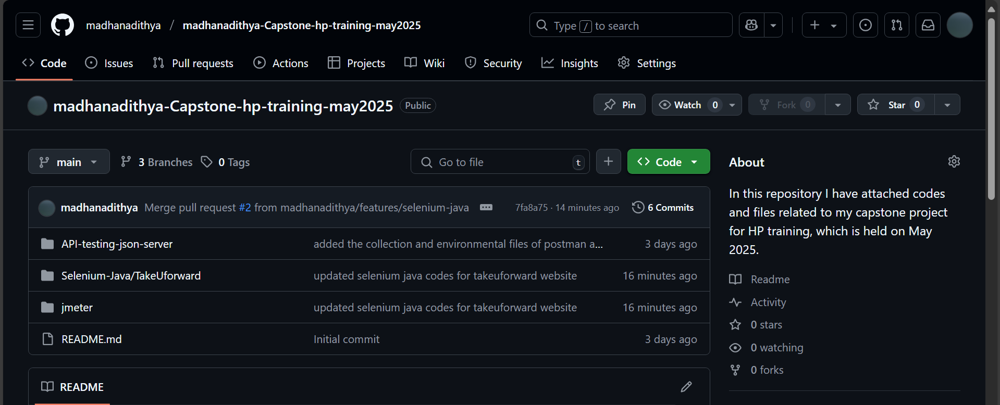 madhanadithya / madhanadithya-Capstone-hp-training-may2025
Type / to search
Code Issues Pull requests Actions Projects Wiki Security Insights Settings
madhanadithya-Capstone-hp-training-may2025 Public
Pin Watch 0 Fork 0 Star 0
main 3 Branches 0 Tags
Go to file t
Code
madhanadithya Merge pull request #2 from madhanadithya/features/selenium-java 7fa8a75 · 14 minutes ago 6 Commits
API-testing-json-server added the collection and environmental files of postman a... 3 days ago
Selenium-Java/TakeUforward updated selenium java codes for takeuforward website 16 minutes ago
jmeter updated selenium java codes for takeuforward website 16 minutes ago
README.md Initial commit 3 days ago
README
About
In this repository I have attached codes
and files related to my capstone project
for HP training, which is held on May
2025.
Readme
Activity
0 stars
0 watching
0 forks